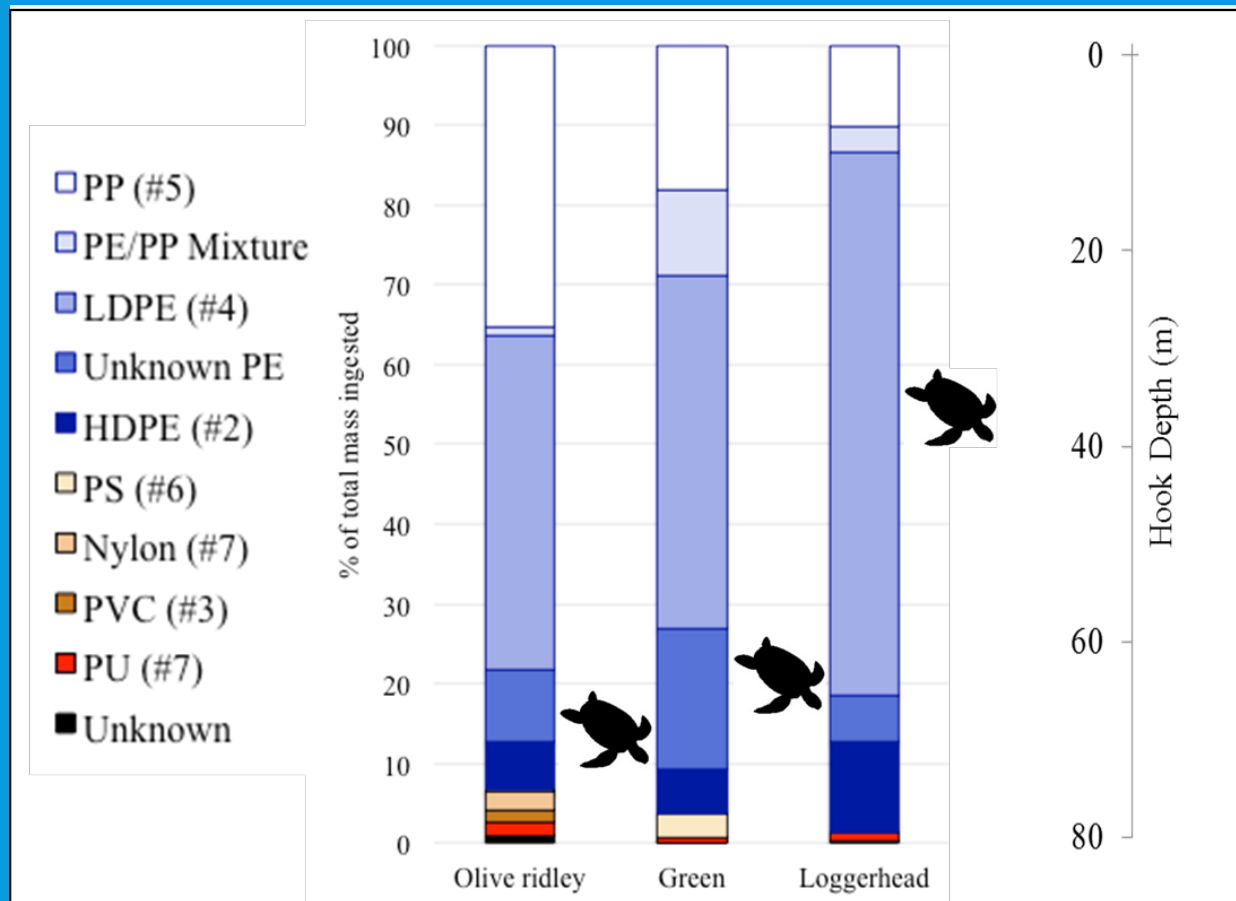 PP (#5)
PE/PP Mixture
LDPE (#4)
Unknown PE
HDPE (#2)
PS (#6)
Nylon (#7)
PVC (#3)
PU (#7)
Unknown
% of total mass ingested
100
90
80
70
60
50
40
30
20
10
0
Olive ridley
Green
Loggerhead
0
20
40
60
80
Hook Depth (m)